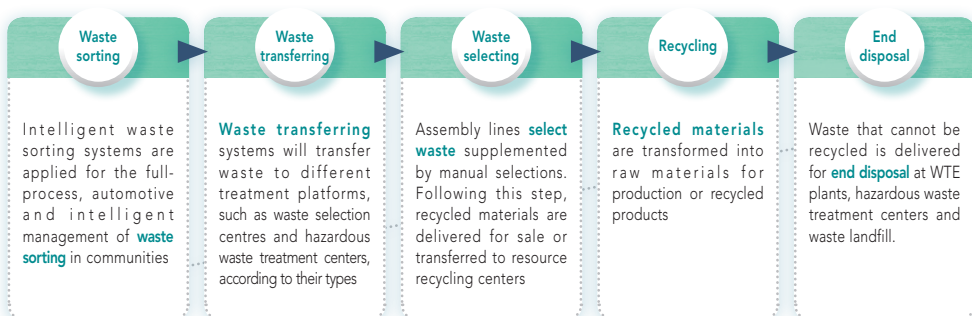 Waste
sorting
Waste
transferring
Waste
selecting
Recycling
End
disposal
Intelligent waste
sorting systems are
applied for the full-
process, automotive
and intelligent
management of waste
sorting in communities
Waste transferring
systems will transfer
waste to different
treatment platforms,
such as waste selection
centres and hazardous
waste treatment centers,
according to their types
Assembly lines select
waste supplemented
by manual selections.
Following this step,
recycled materials are
delivered for sale or
transferred to resource
recycling centers
Recycled materials
are transformed into
raw materials for
production or recycled
products
Waste that cannot be
recycled is delivered
for end disposal at WTE
plants, hazardous waste
treatment centers and
waste landfill.